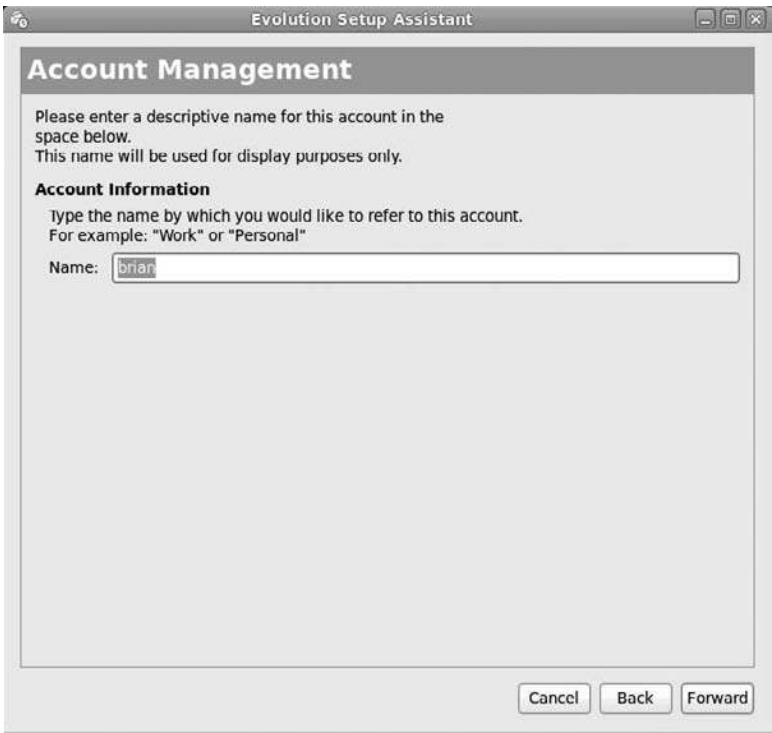 Evolution Setup Assistant
Account Management
Please enter a descriptive name for this account in the
space below.
This name will be used for display purposes only.
Account Information
Type the name by which you would like to refer to this account.
For example: "Work" or "Personal"
Name: brian
Cancel Back Forward